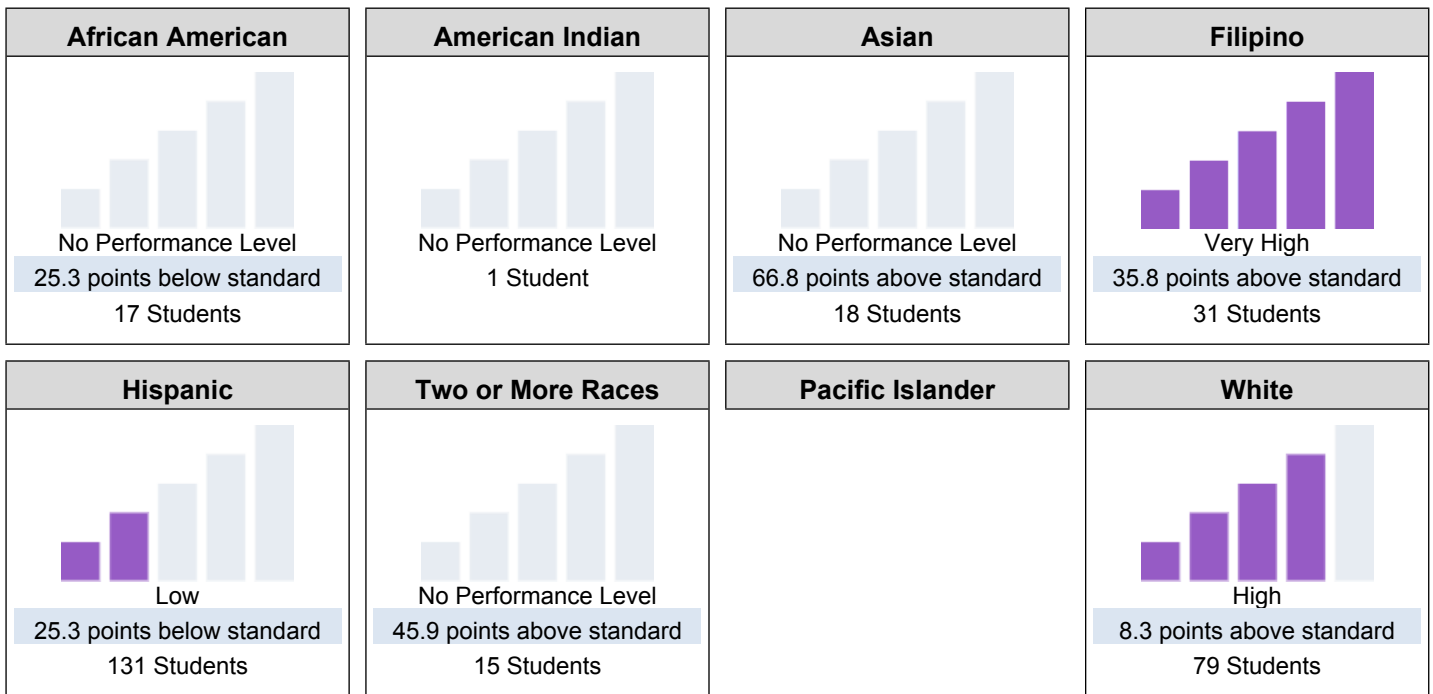 African American
No Performance Level
25.3 points below standard
17 Students
American Indian
No Performance Level
1 Student
Asian
No Performance Level
66.8 points above standard
18 Students
Filipino
Very High
35.8 points above standard
31 Students
Hispanic
Low
25.3 points below standard
131 Students
Two or More Races
No Performance Level
45.9 points above standard
15 Students
Pacific Islander
White
High
8.3 points above standard
79 Students